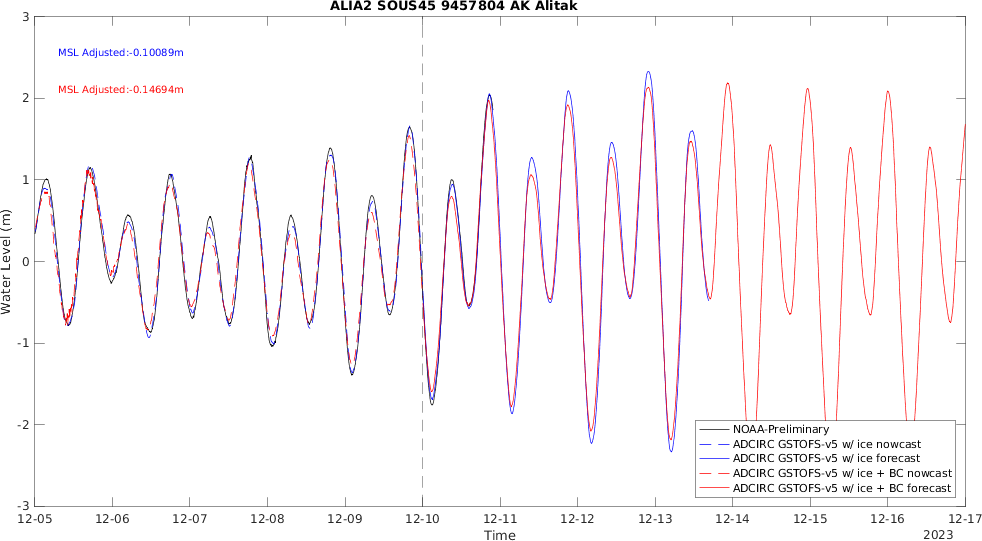 ALIA2 SOUS45 9457804 AK Alitak
3
MSL Adjusted:-0.10089m
MSL Adjusted:-0.14694m
2
1
0
-1
-2
-3
Water Level (m)
NOAA-Preliminary
ADCIRC GSTOFS-v5 w/ ice nowcast
ADCIRC GSTOFS-v5 w/ ice forecast
ADCIRC GSTOFS-v5 w/ ice + BC nowcast
ADCIRC GSTOFS-v5 w/ ice + BC forecast
12-05 12-06 12-07 12-08 12-09 12-10 12-11 12-12 12-13 12-14 12-15 12-16 12-17
Time
2023